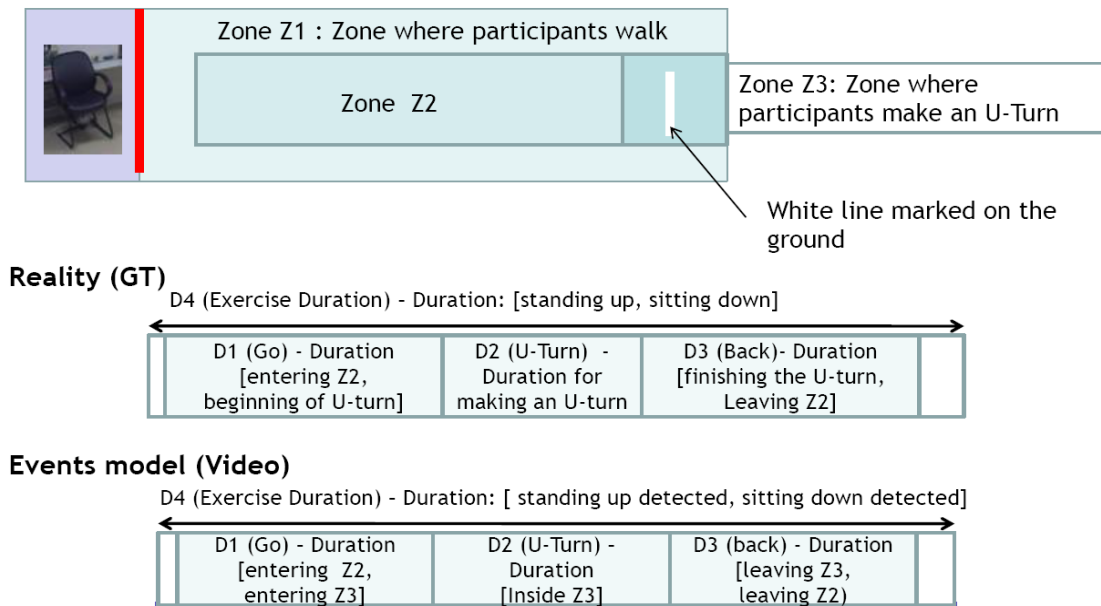 Zone Z1 : Zone where participants walk
Zone Z2
Zone Z3: Zone where
participants make an U-Turn
White line marked on the
ground
Reality (GT)
D4 (Exercise Duration) – Duration: [standing up, sitting down]
D1 (Go) - Duration
[entering Z2,
beginning of U-turn]
D2 (U-Turn) -
Duration for
making an U-turn
D3 (Back)- Duration
[finishing the U-turn,
Leaving Z2]
Events model (Video)
D4 (Exercise Duration) – Duration: [ standing up detected, sitting down detected]
D1 (Go) – Duration
[entering Z2,
entering Z3]
D2 (U-Turn) –
Duration
[Inside Z3]
D3 (back) - Duration
[leaving Z3,
leaving Z2)